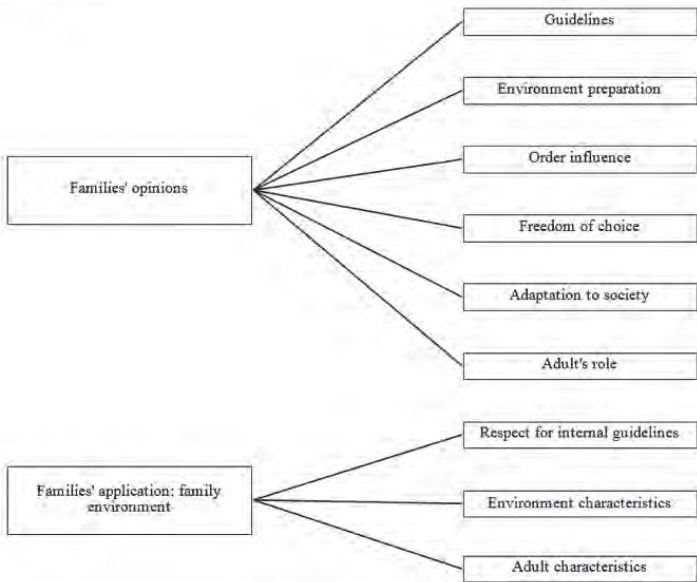 Guidelines
Environment preparation
Order influence
Families' opinions
Freedom of choice
Adaptation to society
Adult's role
Respect for internal guidelines
Families' application: family
environment
Environment characteristics
Adult characteristics